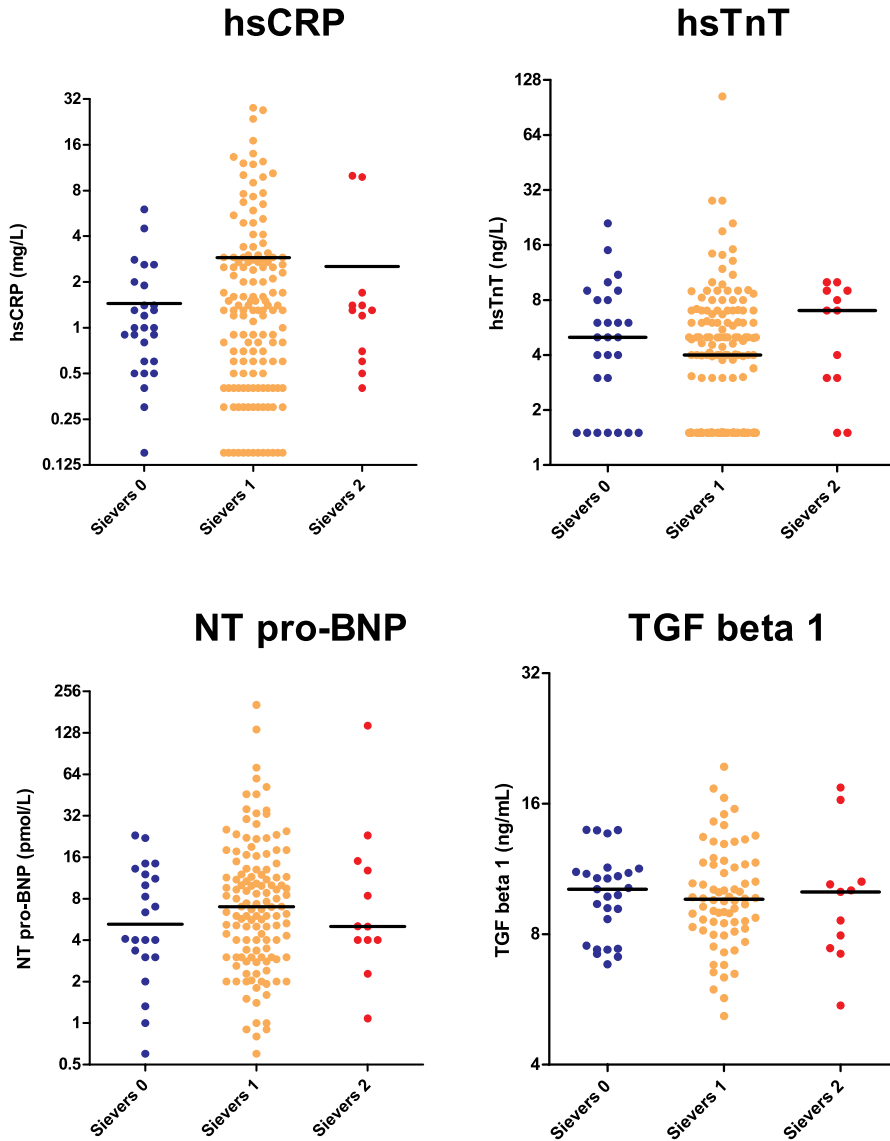 hsCRP
hsCRP (mg/L)
32
16
8
4
2
1
0.5
0.25
0.125
Sievers 0
Sievers 1
Sievers 2
hsTnT
hsTnT (ng/L)
128
64
32
16
8
4
2
1
Sievers 0
Sievers 1
Sievers 2
NT pro-BNP
NT pro-BNP (pmol/L)
256
128
64
32
16
8
4
2
1
0.5
Sievers 0
Sievers 1
Sievers 2
TGF beta 1
TGF beta 1 (ng/mL)
32
16
8
4
Sievers 0
Sievers 1
Sievers 2